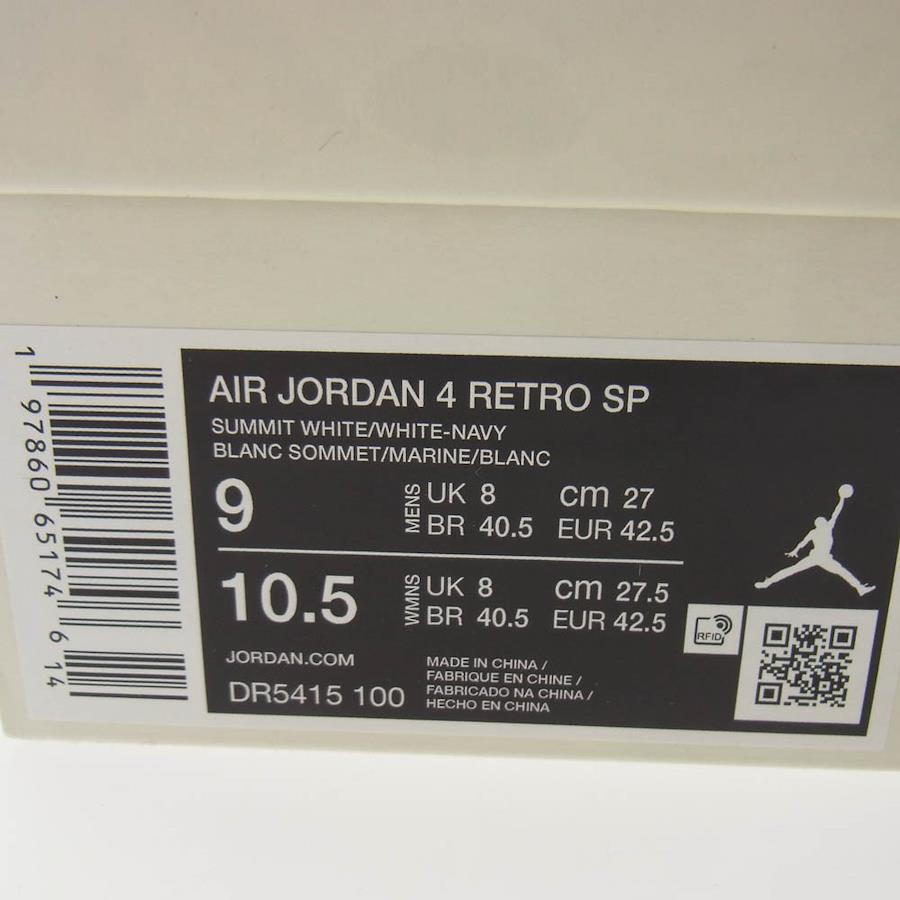 AIR JORDAN 4 RETRO SP
SUMMIT WHITE/WHITE-NAVY
BLANC SOMMET/MARINE/BLANC
9 MENS UK 8 cm 27
BR 40.5 EUR 42.5
10.5 WMNS UK 8 cm 27.5
BR 40.5 EUR 42.5
RFID
JORDAN.COM
DR5415 100
MADE IN CHINA /
FABRIQUE EN CHINE /
FABRICADO NA CHINA /
HECHO EN CHINA
1 97860 65174 6 14